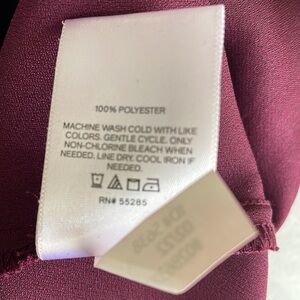 100% POLYESTER
MACHINE WASH COLD WITH LIKE
COLORS. GENTLE CYCLE. ONLY
NON-CHLORINE BLEACH WHEN
NEEDED. LINE DRY. COOL IRON IF
NEEDED.
RN# 55285